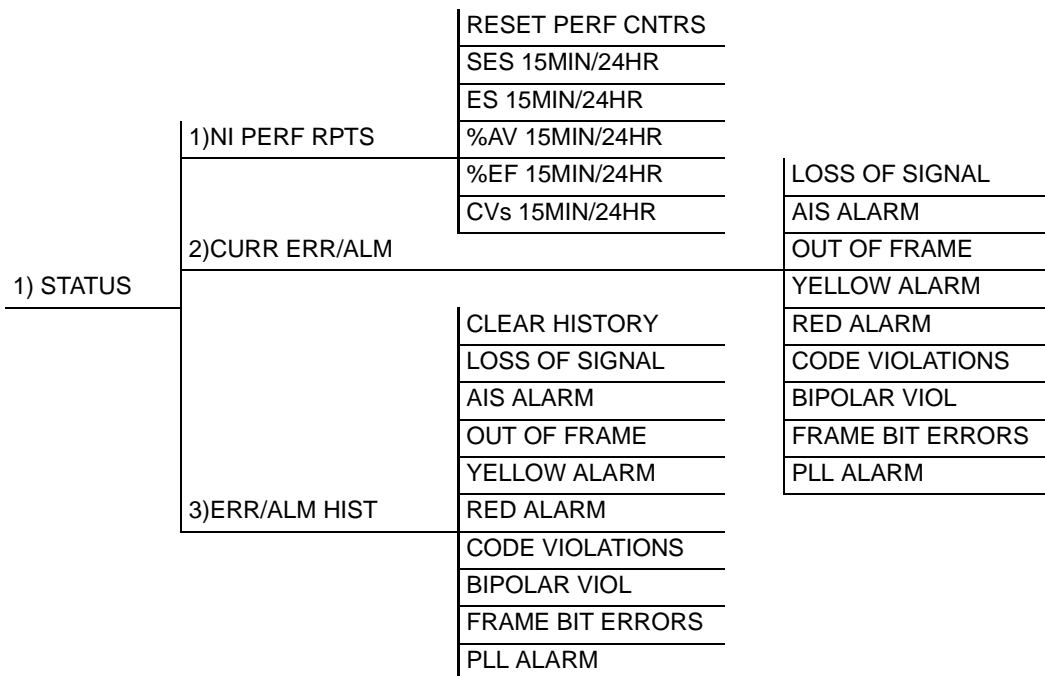 1) STATUS
1)NI PERF RPTS
RESET PERF CNTRS
SES 15MIN/24HR
ES 15MIN/24HR
%AV 15MIN/24HR
%EF 15MIN/24HR
CVs 15MIN/24HR
2)CURR ERR/ALM
LOSS OF SIGNAL
AIS ALARM
OUT OF FRAME
YELLOW ALARM
RED ALARM
CODE VIOLATIONS
BIPOLAR VIOL
FRAME BIT ERRORS
PLL ALARM
3)ERR/ALM HIST
CLEAR HISTORY
LOSS OF SIGNAL
AIS ALARM
OUT OF FRAME
YELLOW ALARM
RED ALARM
CODE VIOLATIONS
BIPOLAR VIOL
FRAME BIT ERRORS
PLL ALARM